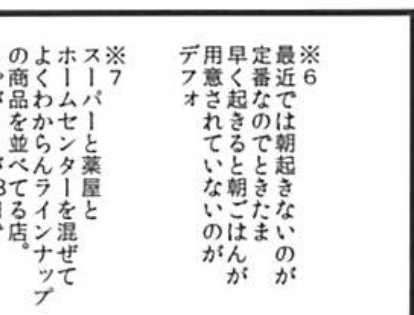 ※6
最近では朝起きないのが
定番なのでときたま
早く起きると朝ごはんが
用意されていないのが
デフォ
※7
スーパーと薬屋と
ホームセンターを混ぜて
よくわからんラインナップ
の商品を並べてる店。